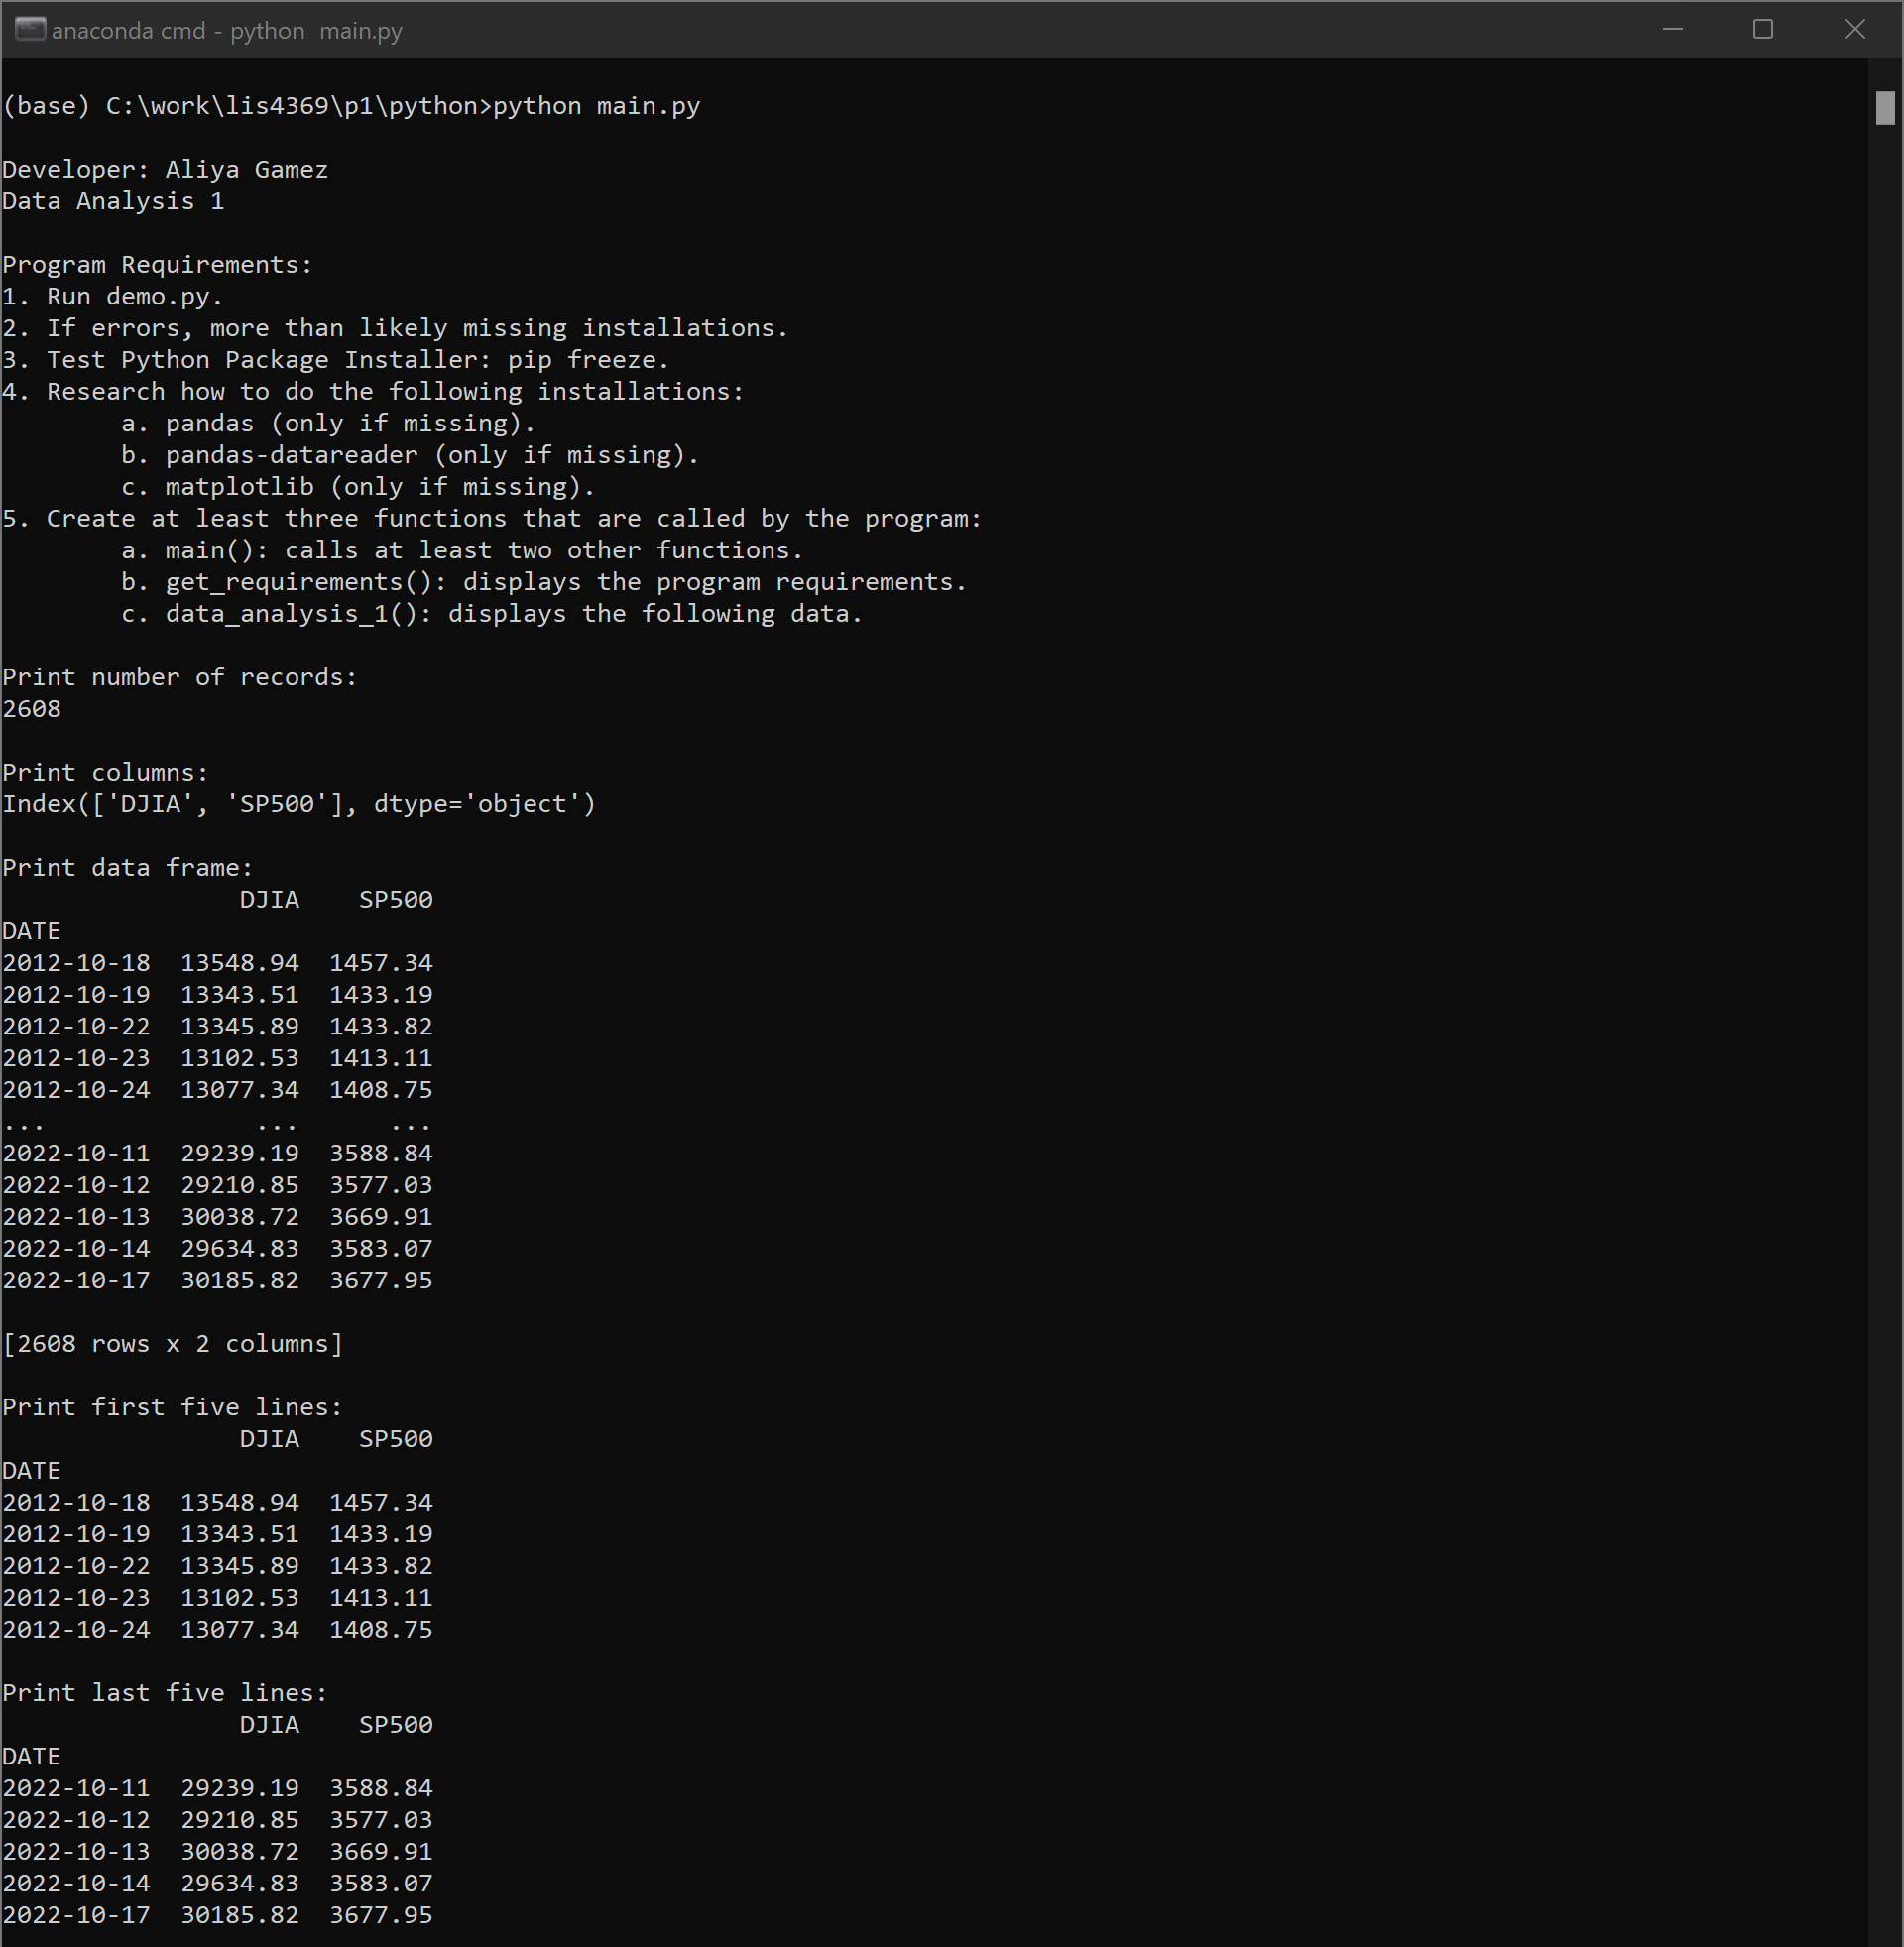 anaconda cmd - python  main.py
(base) C:\work\lis4369\p1\python>python main.py
Developer: Aliya Gamez
Data Analysis 1
Program Requirements:
1. Run demo.py.
2. If errors, more than likely missing installations.
3. Test Python Package Installer: pip freeze.
4. Research how to do the following installations:
        a. pandas (only if missing).
        b. pandas-datareader (only if missing).
        c. matplotlib (only if missing).
5. Create at least three functions that are called by the program:
        a. main(): calls at least two other functions.
        b. get_requirements(): displays the program requirements.
        c. data_analysis_1(): displays the following data.
Print number of records:
2608
Print columns:
Index(['DJIA', 'SP500'], dtype='object')
Print data frame:
                DJIA    SP500
DATE
2012-10-18  13548.94  1457.34
2012-10-19  13343.51  1433.19
2012-10-22  13345.89  1433.82
2012-10-23  13102.53  1413.11
2012-10-24  13077.34  1408.75
...              ...      ...
2022-10-11  29239.19  3588.84
2022-10-12  29210.85  3577.03
2022-10-13  30038.72  3669.91
2022-10-14  29634.83  3583.07
2022-10-17  30185.82  3677.95
[2608 rows x 2 columns]
Print first five lines:
                DJIA    SP500
DATE
2012-10-18  13548.94  1457.34
2012-10-19  13343.51  1433.19
2012-10-22  13345.89  1433.82
2012-10-23  13102.53  1413.11
2012-10-24  13077.34  1408.75
Print last five lines:
                DJIA    SP500
DATE
2022-10-11  29239.19  3588.84
2022-10-12  29210.85  3577.03
2022-10-13  30038.72  3669.91
2022-10-14  29634.83  3583.07
2022-10-17  30185.82  3677.95